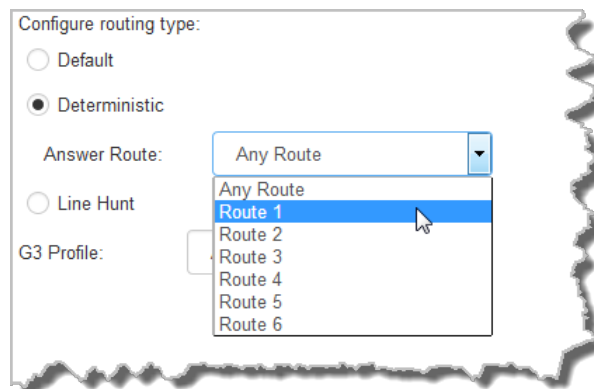 Configure routing type:
Default
Deterministic
Answer Route: Any Route
Any Route
Route 1
Line Hunt
Route 2
G3 Profile:
Route 3
Route 4
Route 5
Route 6